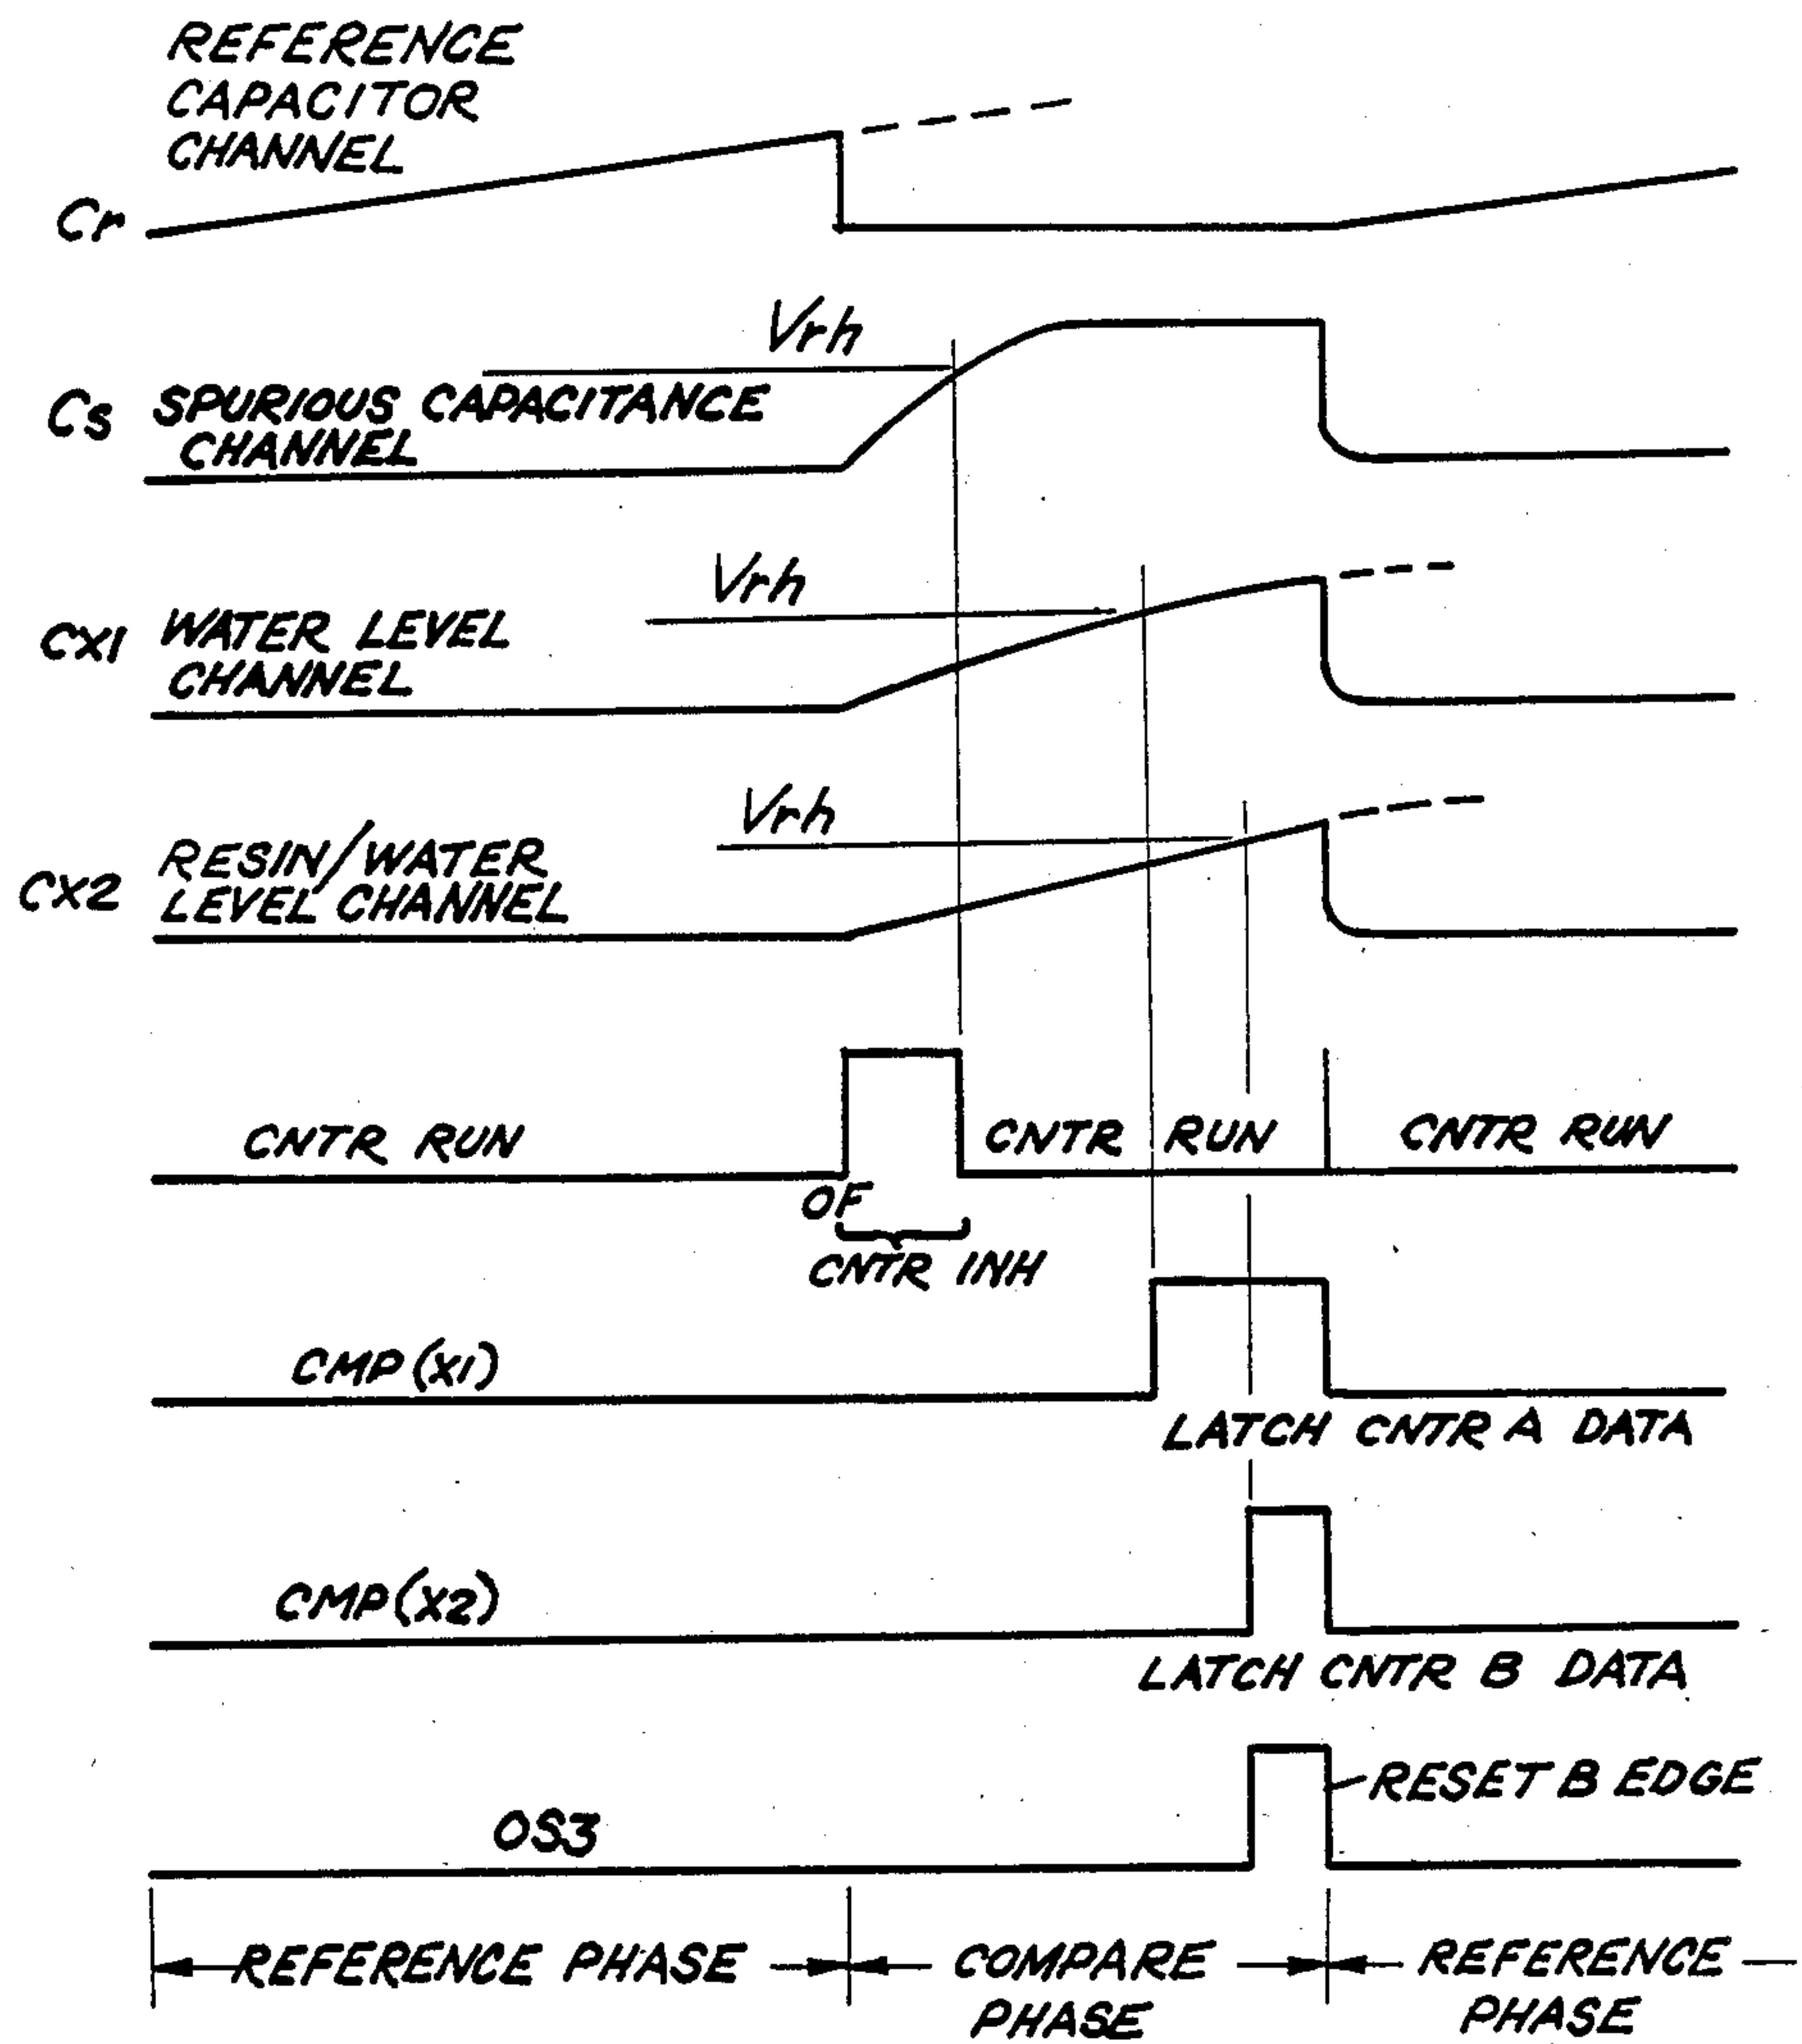 REFERENCE
CAPACITOR
CHANNEL
Cr
Vrh
Cs SPURIOUS CAPACITANCE
CHANNEL
Vrh
CX1 WATER LEVEL
CHANNEL
Vrh
CX2 RESIN/WATER
LEVEL CHANNEL
CNTR RUN CNTR RUN CNTR RUN
OF
CNTR INH
CMP(X1)
LATCH CNTR A DATA
CMP(X2)
LATCH CNTR B DATA
RESET B EDGE
OS3
REFERENCE PHASE COMPARE PHASE REFERENCE PHASE